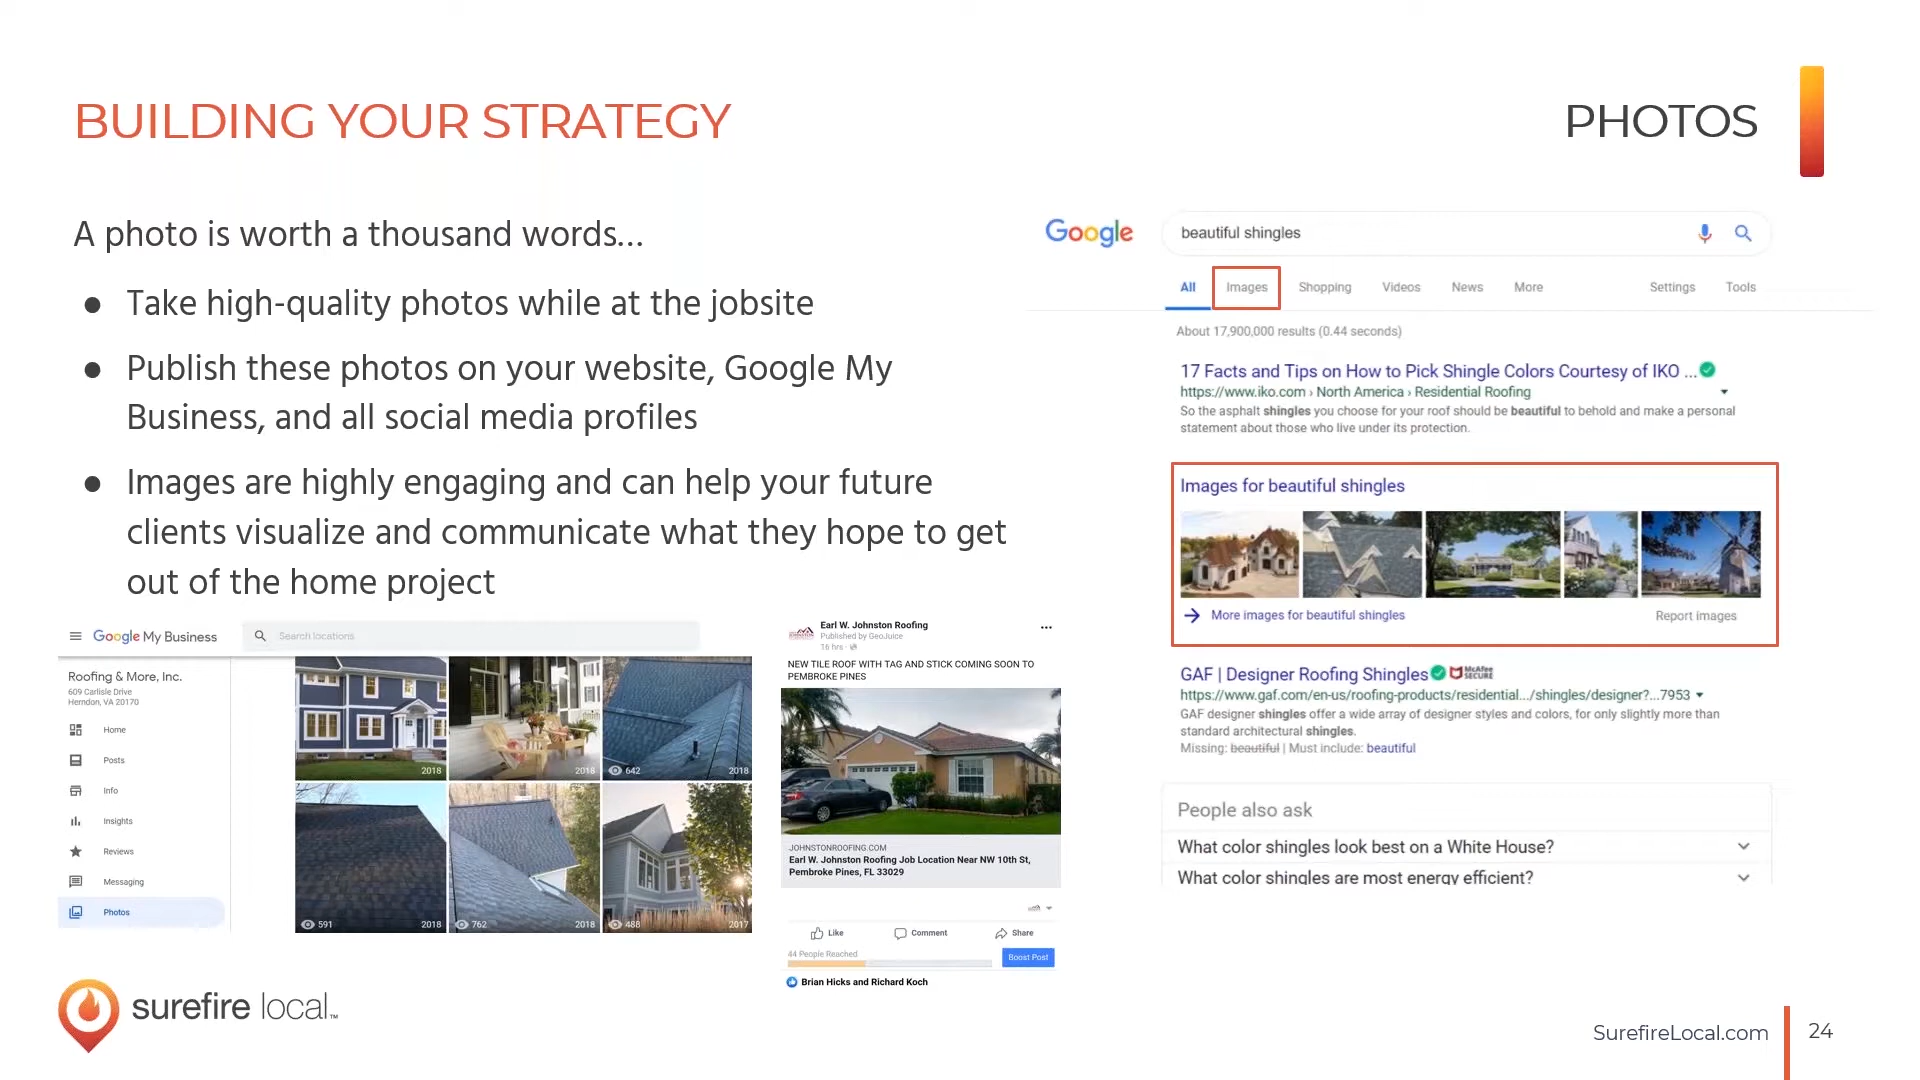 BUILDING YOUR STRATEGY
PHOTOS
A photo is worth a thousand words...
● Take high-quality photos while at the jobsite
● Publish these photos on your website, Google My
Business, and all social media profiles
● Images are highly engaging and can help your future
clients visualize and communicate what they hope to get
out of the home project
Google My Business
Search locations
Roofing & More, Inc.
609 Carlisle Drive
Herndon, VA 20170
Home
Posts
Info
Insights
Reviews
Messaging
Photos
2018
2018
642 2018
591 2018
762 2018
488 2017
Earl W. Johnston Roofing
Published by GeoJuice
16 hrs ·
NEW TILE ROOF WITH TAG AND STICK COMING SOON TO
PEMBROKE PINES
JOHNSTONROOFING.COM
Earl W. Johnston Roofing Job Location Near NW 10th St,
Pembroke Pines, FL 33029
Like Comment Share
44 People Reached
Boost Post
Brian Hicks and Richard Koch
Google
beautiful shingles
All Images Shopping Videos News More Settings Tools
About 17,900,000 results (0.44 seconds)
17 Facts and Tips on How to Pick Shingle Colors Courtesy of IKO ...
https://www.iko.com › North America › Residential Roofing
So the asphalt shingles you choose for your roof should be beautiful to behold and make a personal
statement about those who live under its protection.
Images for beautiful shingles
More images for beautiful shingles
Report images
GAF | Designer Roofing Shingles
McAfee
SECURE
https://www.gaf.com/en-us/roofing-products/residential.../shingles/designer?...7953
GAF designer shingles offer a wide array of designer styles and colors, for only slightly more than
standard architectural shingles.
Missing: beautiful | Must include: beautiful
People also ask
What color shingles look best on a White House?
What color shingles are most energy efficient?
surefire local™
SurefireLocal.com
24